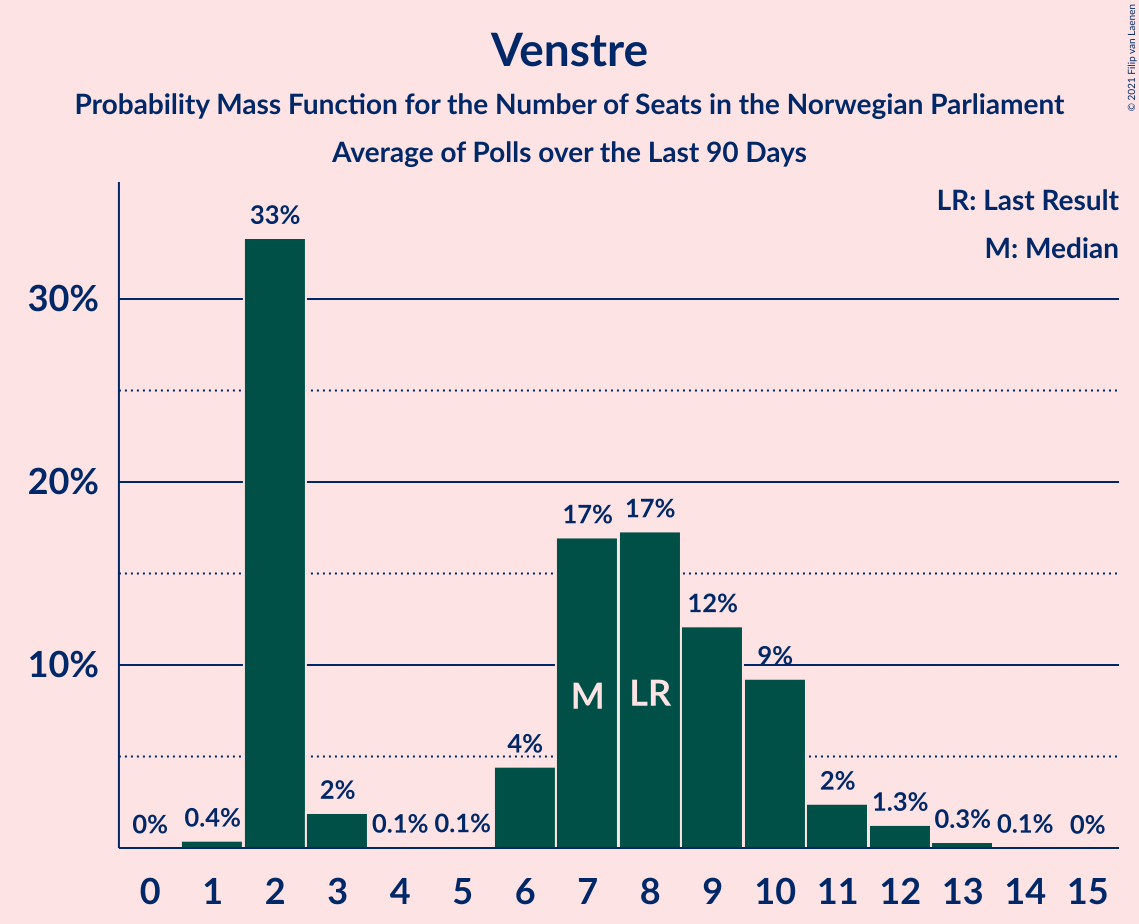 Venstre
Probability Mass Function for the Number of Seats in the Norwegian Parliament
Average of Polls over the Last 90 Days
© 2021 Filip van Laenen
LR: Last Result
M: Median
30%
20%
10%
0%
0.4%
33%
2%
0.1%
0.1%
4%
17%
17%
12%
9%
2%
1.3%
0.3%
0.1%
0%
M
LR
0 1 2 3 4 5 6 7 8 9 10 11 12 13 14 15